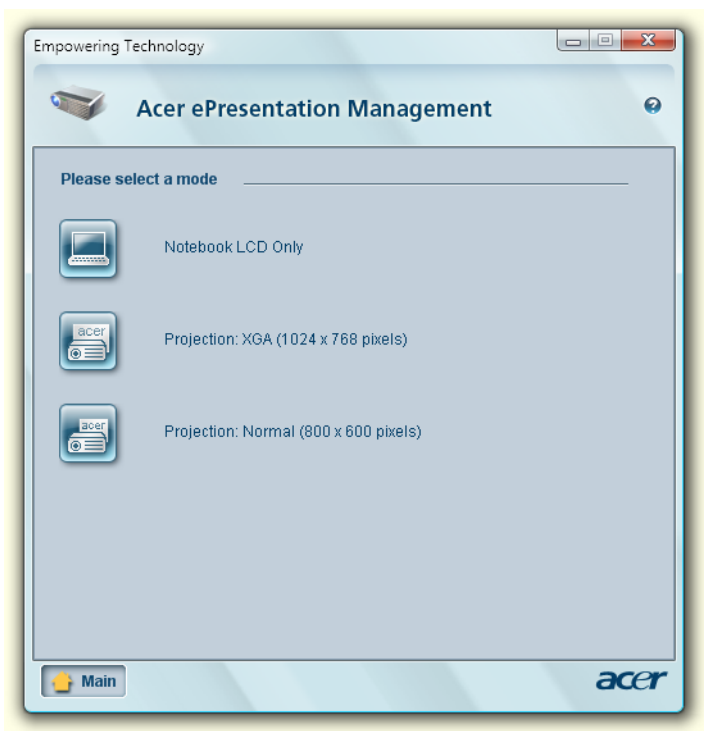 Empowering Technology
Acer ePresentation Management
Please select a mode
Notebook LCD Only
acer
Projection: XGA (1024 x 768 pixels)
acer
Projection: Normal (800 x 600 pixels)
Main
acer